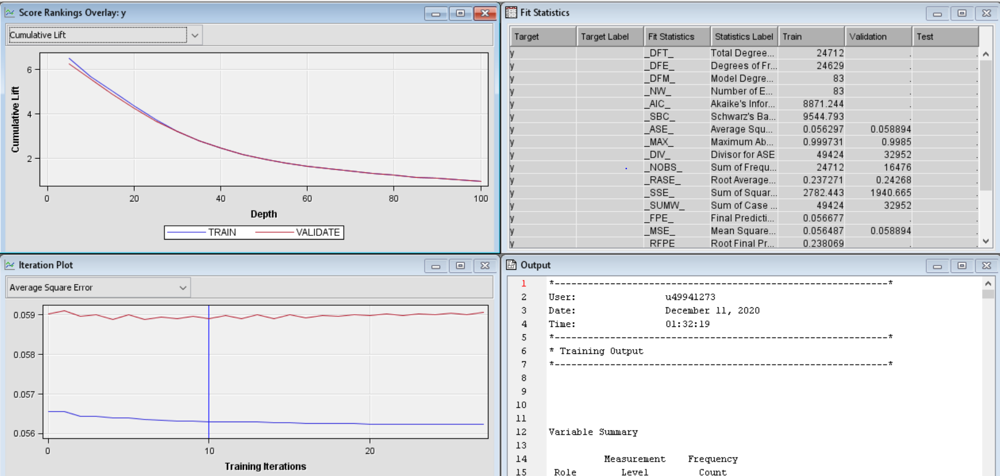 Score Rankings Overlay: y
Cumulative Lift
Cumulative Lift
6
4
2
0 20 40 60 80 100
Depth
TRAIN VALIDATE
Fit Statistics
Target Target Label Fit Statistics Statistics Label Train Validation Test
y _DFT_ Total Degree... 24712 . .
y _DFE_ Degrees of Fr... 24629 . .
y _DFM_ Model Degre... 83 . .
y _NW_ Number of E... 83 . .
y _AIC_ Akaike's Infor... 8871.244 . .
y _SBC_ Schwarz's Ba... 9544.793 . .
y _ASE_ Average Squ... 0.056297 0.058894 .
y _MAX_ Maximum Ab... 0.999731 0.9985 .
y _DIV_ Divisor for ASE 49424 32952 .
y _NOBS_ Sum of Frequ... 24712 16476 .
y _RASE_ Root Average... 0.237271 0.24268 .
y _SSE_ Sum of Squar... 2782.443 1940.665 .
y _SUMW_ Sum of Case ... 49424 32952 .
y _FPE_ Final Predicti... 0.056677 . .
y _MSE_ Mean Square... 0.056487 0.058894 .
y _RFPE_ Root Final Pr... 0.238069 . .
Iteration Plot
Average Square Error
0.059
0.058
0.057
0.056
0 10 20
Training Iterations
Output
1 *------------------------------------------------------------*
2 User: u49941273
3 Date: December 11, 2020
4 Time: 01:32:19
5 *------------------------------------------------------------*
6 * Training Output
7 *------------------------------------------------------------*
8
9
10
11
12 Variable Summary
13
14 Measurement Frequency
15 Role Level Count